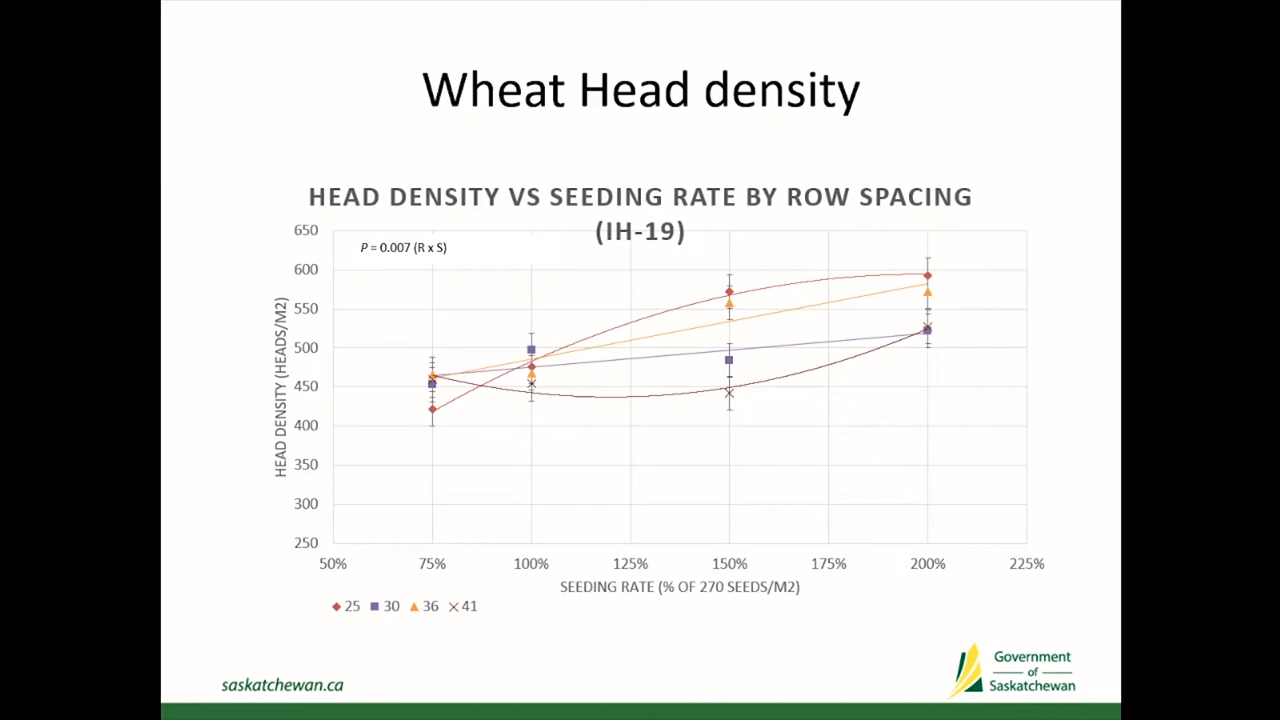 Wheat Head density
HEAD DENSITY VS SEEDING RATE BY ROW SPACING
(IH-19)
P = 0.007 (R x S)
HEAD DENSITY (HEADS/M2)
650
600
550
500
450
400
350
300
250
50% 75% 100% 125% 150% 175% 200% 225%
SEEDING RATE (% OF 270 SEEDS/M2)
25 30 36 41
saskatchewan.ca
Government
of
Saskatchewan